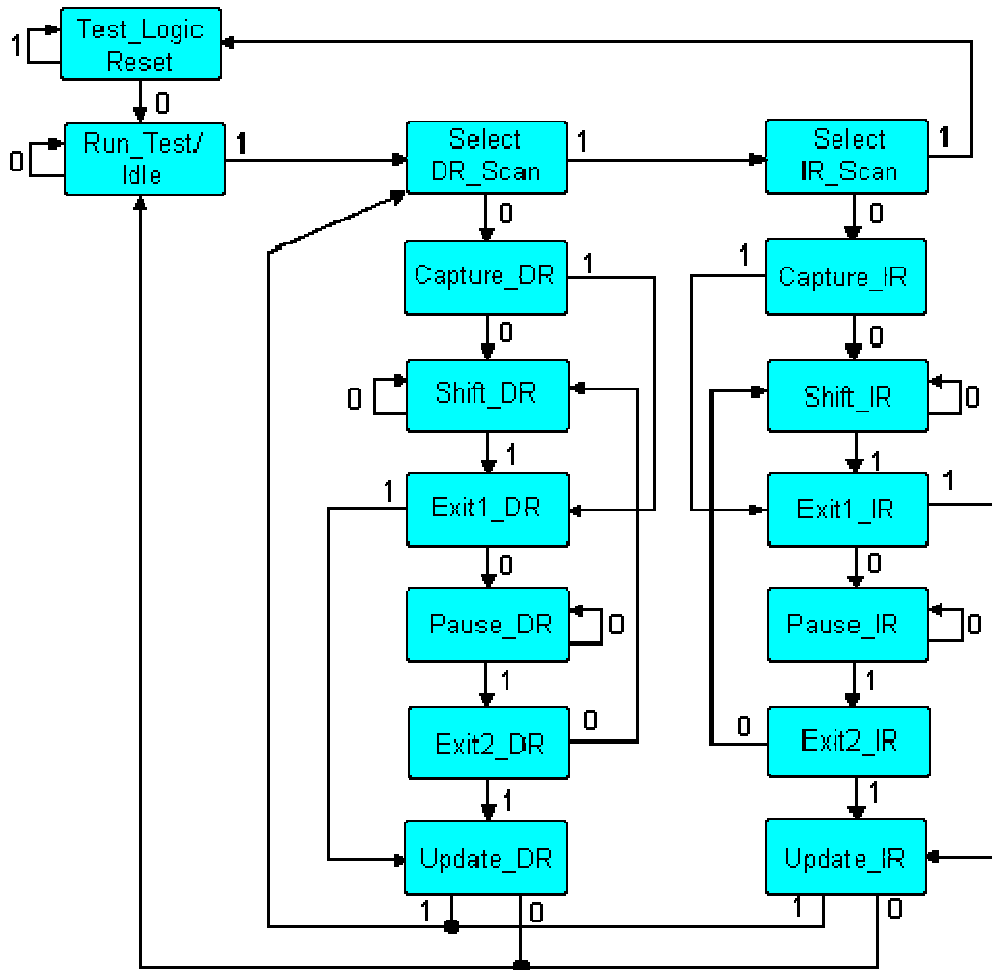 Test_Logic
Reset
1
0
Run_Test/
Idle
0
1
Select
DR_Scan
1
Select
IR_Scan
1
0
0
Capture_DR
1
1
Capture_IR
0
0
Shift_DR
0
Shift_IR
0
1
1
1
Exit1_DR
Exit1_IR
1
0
0
Pause_DR
0
Pause_IR
0
1
1
Exit2_DR
0
0
Exit2_IR
1
1
Update_DR
Update_IR
1
0
1
0